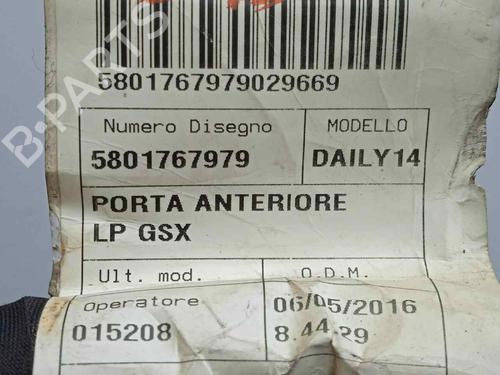 5801767979029669
Numero Disegno
MODELLO
5801767979
DAILY14
PORTA ANTERIORE
LP GSX
Ult. mod.
O.D.M.
Operatore
06/05/2016
015208
8.44.29
B-PARTS